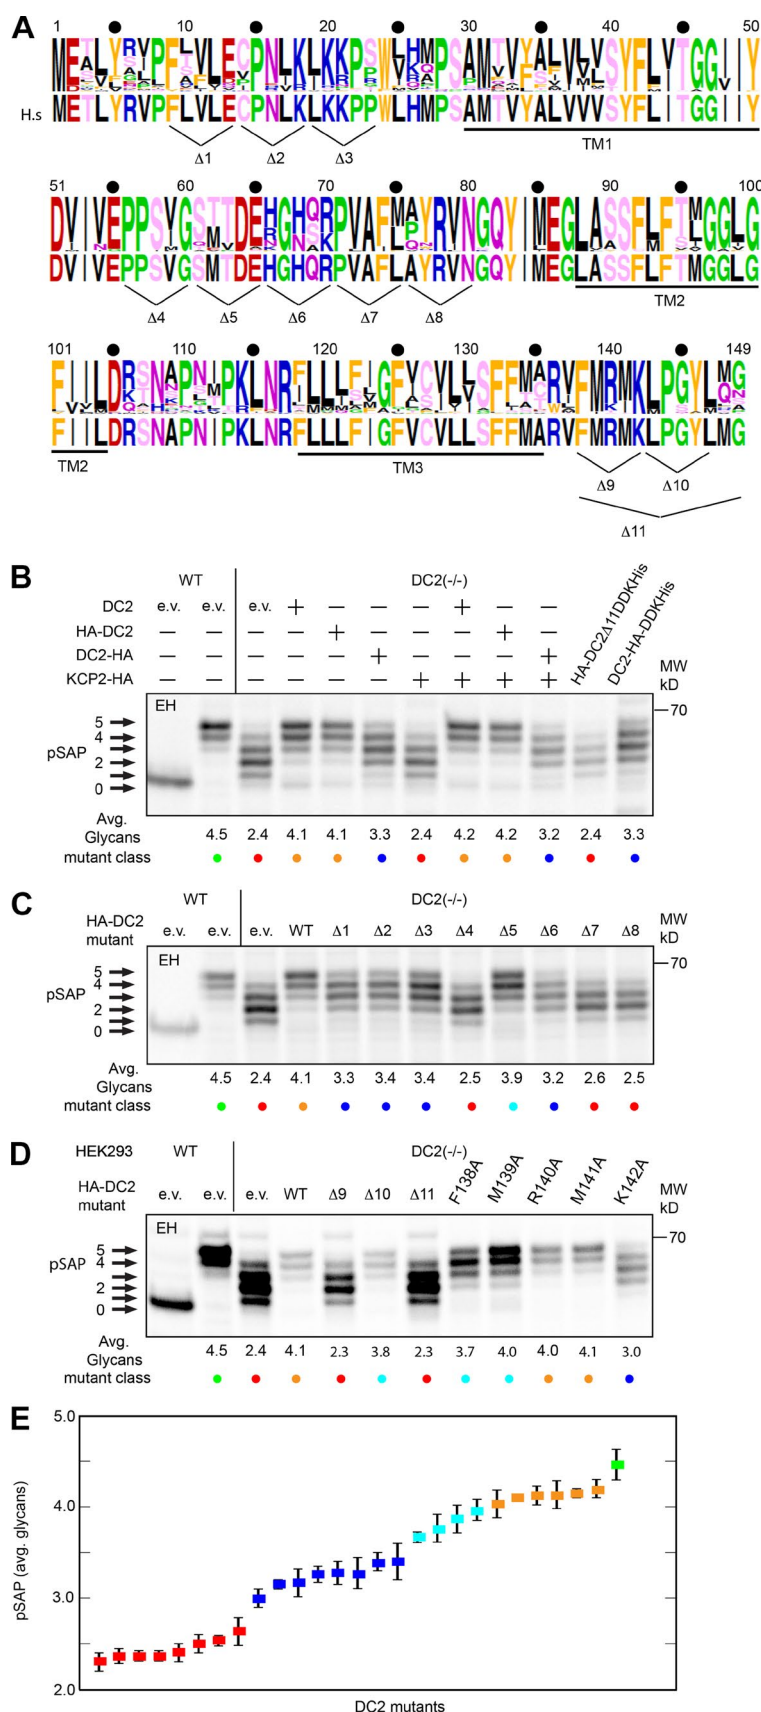 A
1 10 20 30 40 50
H.s METLYRVPFLVLECPNLKLKKPPWLHMPSAMTVYALVVVSYFLITGGIIY
Δ1 Δ2 Δ3 TM1
51 60 70 80 90 100
DVIVEPPSVGSMTDEHGHQRPVAFLAYRVNGQYIMEGLASSFLFTMGGLG
Δ4 Δ5 Δ6 Δ7 Δ8 TM2
101 110 120 130 140 149
FIILDRSNAPNIPKLNRFLLLFIGFVCVLLSFFMARVFMRMKLPGYLMG
TM2 TM3 Δ9 Δ10
Δ11
B
WT DC2(-/-)
DC2 e.v. e.v. e.v. + — — — + — —
HA-DC2 — — — — + — — — + —
DC2-HA — — — — — + — — — +
KCP2-HA — — — — — — + + + +
HA-DC2Δ11DDKHis
DC2-HA-DDKHis
MW
kD
EH
70
pSAP
5
4
2
0
Avg.
Glycans 4.5 2.4 4.1 4.1 3.3 2.4 4.2 4.2 3.2 2.4 3.3
mutant class
C
WT DC2(-/-)
HA-DC2
mutant e.v. e.v. e.v. WT Δ1 Δ2 Δ3 Δ4 Δ5 Δ6 Δ7 Δ8
MW
kD
EH
70
pSAP
5
4
2
0
Avg.
Glycans 4.5 2.4 4.1 3.3 3.4 3.4 2.5 3.9 3.2 2.6 2.5
mutant class
D
HEK293 WT DC2(-/-)
HA-DC2
mutant e.v. e.v. e.v. WT Δ9 Δ10 Δ11 F138A M139A R140A M141A K142A
MW
kD
EH
70
pSAP
5
4
2
0
Avg.
Glycans 4.5 2.4 4.1 2.3 3.8 2.3 3.7 4.0 4.0 4.1 3.0
mutant class
E
5.0
4.0
3.0
2.0
pSAP (avg. glycans)
DC2 mutants